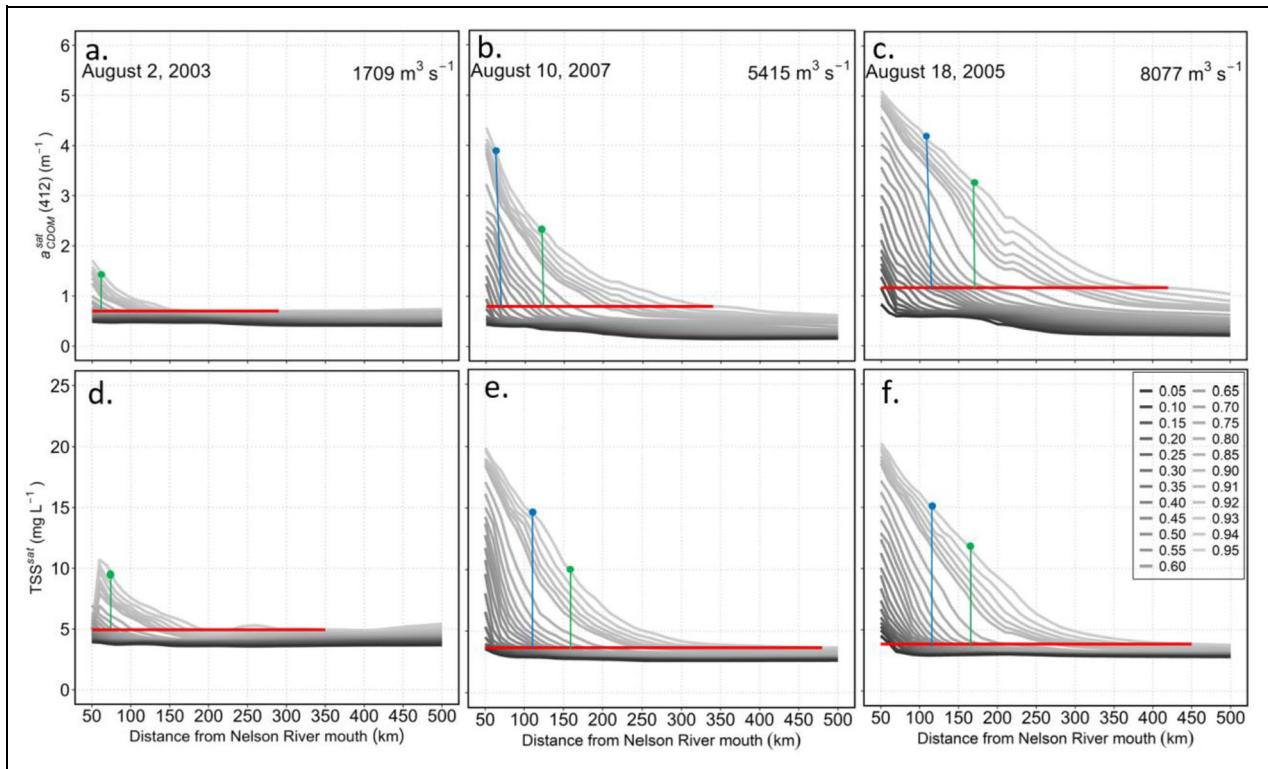 a.
August 2, 2003 1709 m³ s⁻¹
b.
August 10, 2007 5415 m³ s⁻¹
c.
August 18, 2005 8077 m³ s⁻¹
6
5
4
3
2
1
0
a_CDOM^sat (412) (m⁻¹)
d.
e.
f.
25
20
15
10
5
0
TSS^sat (mg L⁻¹)
0.05 0.65
0.10 0.70
0.15 0.75
0.20 0.80
0.25 0.85
0.30 0.90
0.35 0.91
0.40 0.92
0.45 0.93
0.50 0.94
0.55 0.95
0.60
50 100 150 200 250 300 350 400 450 500
50 100 150 200 250 300 350 400 450 500
50 100 150 200 250 300 350 400 450 500
Distance from Nelson River mouth (km)
Distance from Nelson River mouth (km)
Distance from Nelson River mouth (km)